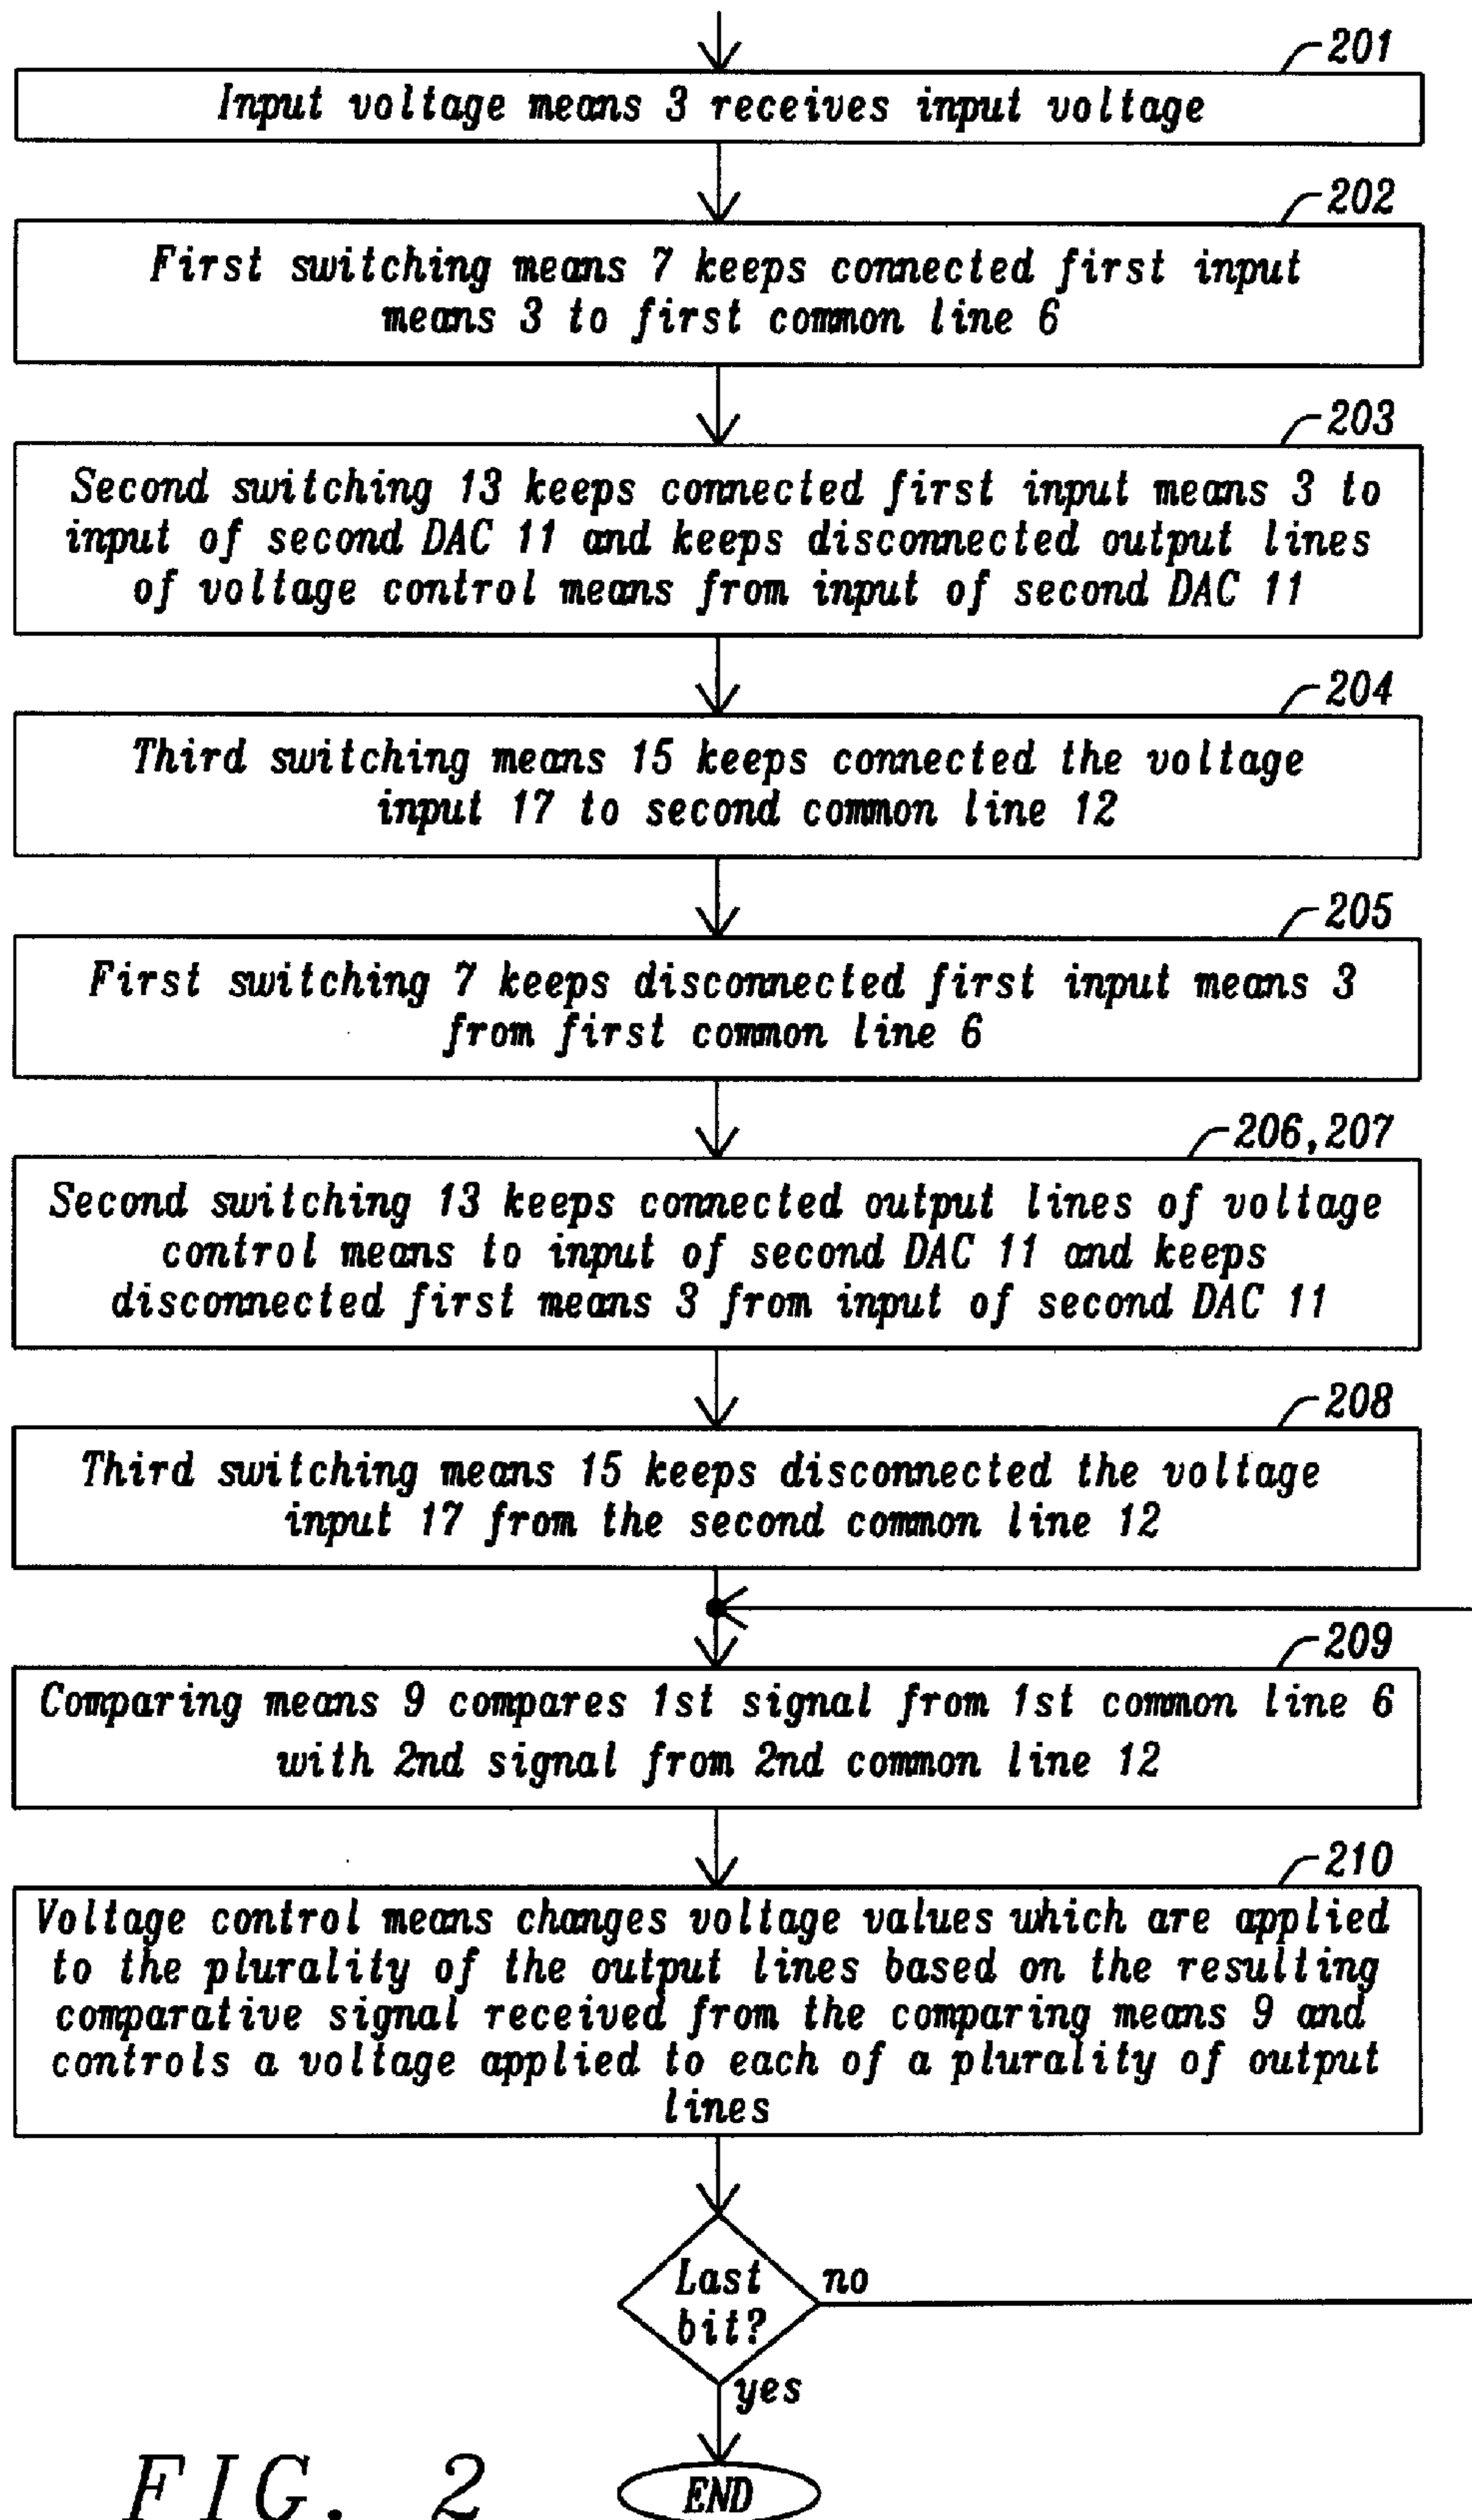 201
Input voltage means 3 receives input voltage
202
First switching means 7 keeps connected first input
means 3 to first common line 6
203
Second switching 13 keeps connected first input means 3 to
input of second DAC 11 and keeps disconnected output lines
of voltage control means from input of second DAC 11
204
Third switching means 15 keeps connected the voltage
input 17 to second common line 12
205
First switching 7 keeps disconnected first input means 3
from first common line 6
206,207
Second switching 13 keeps connected output lines of voltage
control means to input of second DAC 11 and keeps
disconnected first means 3 from input of second DAC 11
208
Third switching means 15 keeps disconnected the voltage
input 17 from the second common line 12
209
Comparing means 9 compares 1st signal from 1st common line 6
with 2nd signal from 2nd common line 12
210
Voltage control means changes voltage values which are applied
to the plurality of the output lines based on the resulting
comparative signal received from the comparing means 9 and
controls a voltage applied to each of a plurality of output
lines
Last
bit?
no
yes
END
FIG. 2